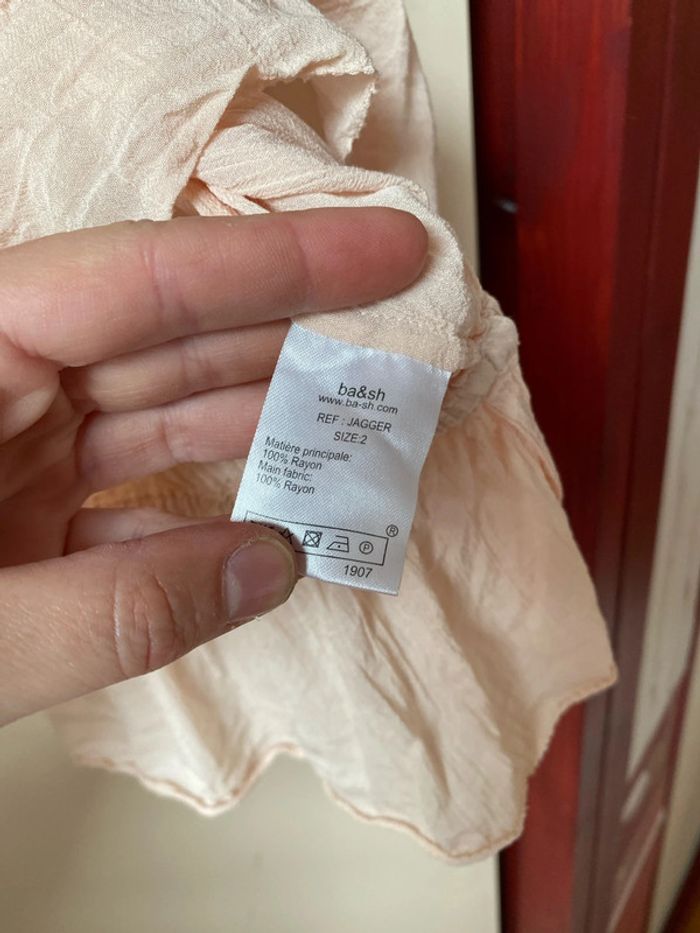 ba&sh
www.ba-sh.com
REF : JAGGER
SIZE:2
Matière principale:
100% Rayon
Main fabric:
100% Rayon
®
P
1907